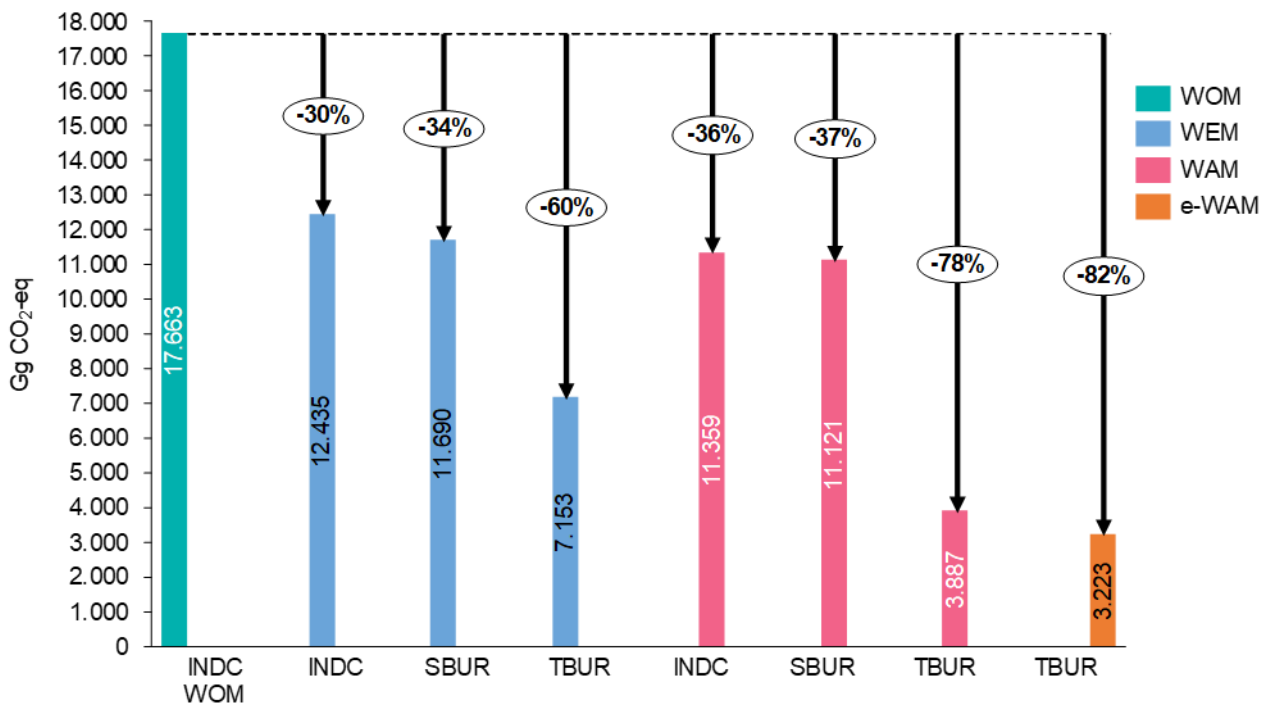 18.000
17.000
16.000
15.000
14.000
13.000
12.000
11.000
10.000
9.000
8.000
7.000
6.000
5.000
4.000
3.000
2.000
1.000
0
Gg CO₂-eq
-30%
-34%
-60%
-36%
-37%
-78%
-82%
17.663
12.435
11.690
7.153
11.359
11.121
3.887
3.223
INDC WOM
INDC
SBUR
TBUR
INDC
SBUR
TBUR
TBUR
WOM
WEM
WAM
e-WAM